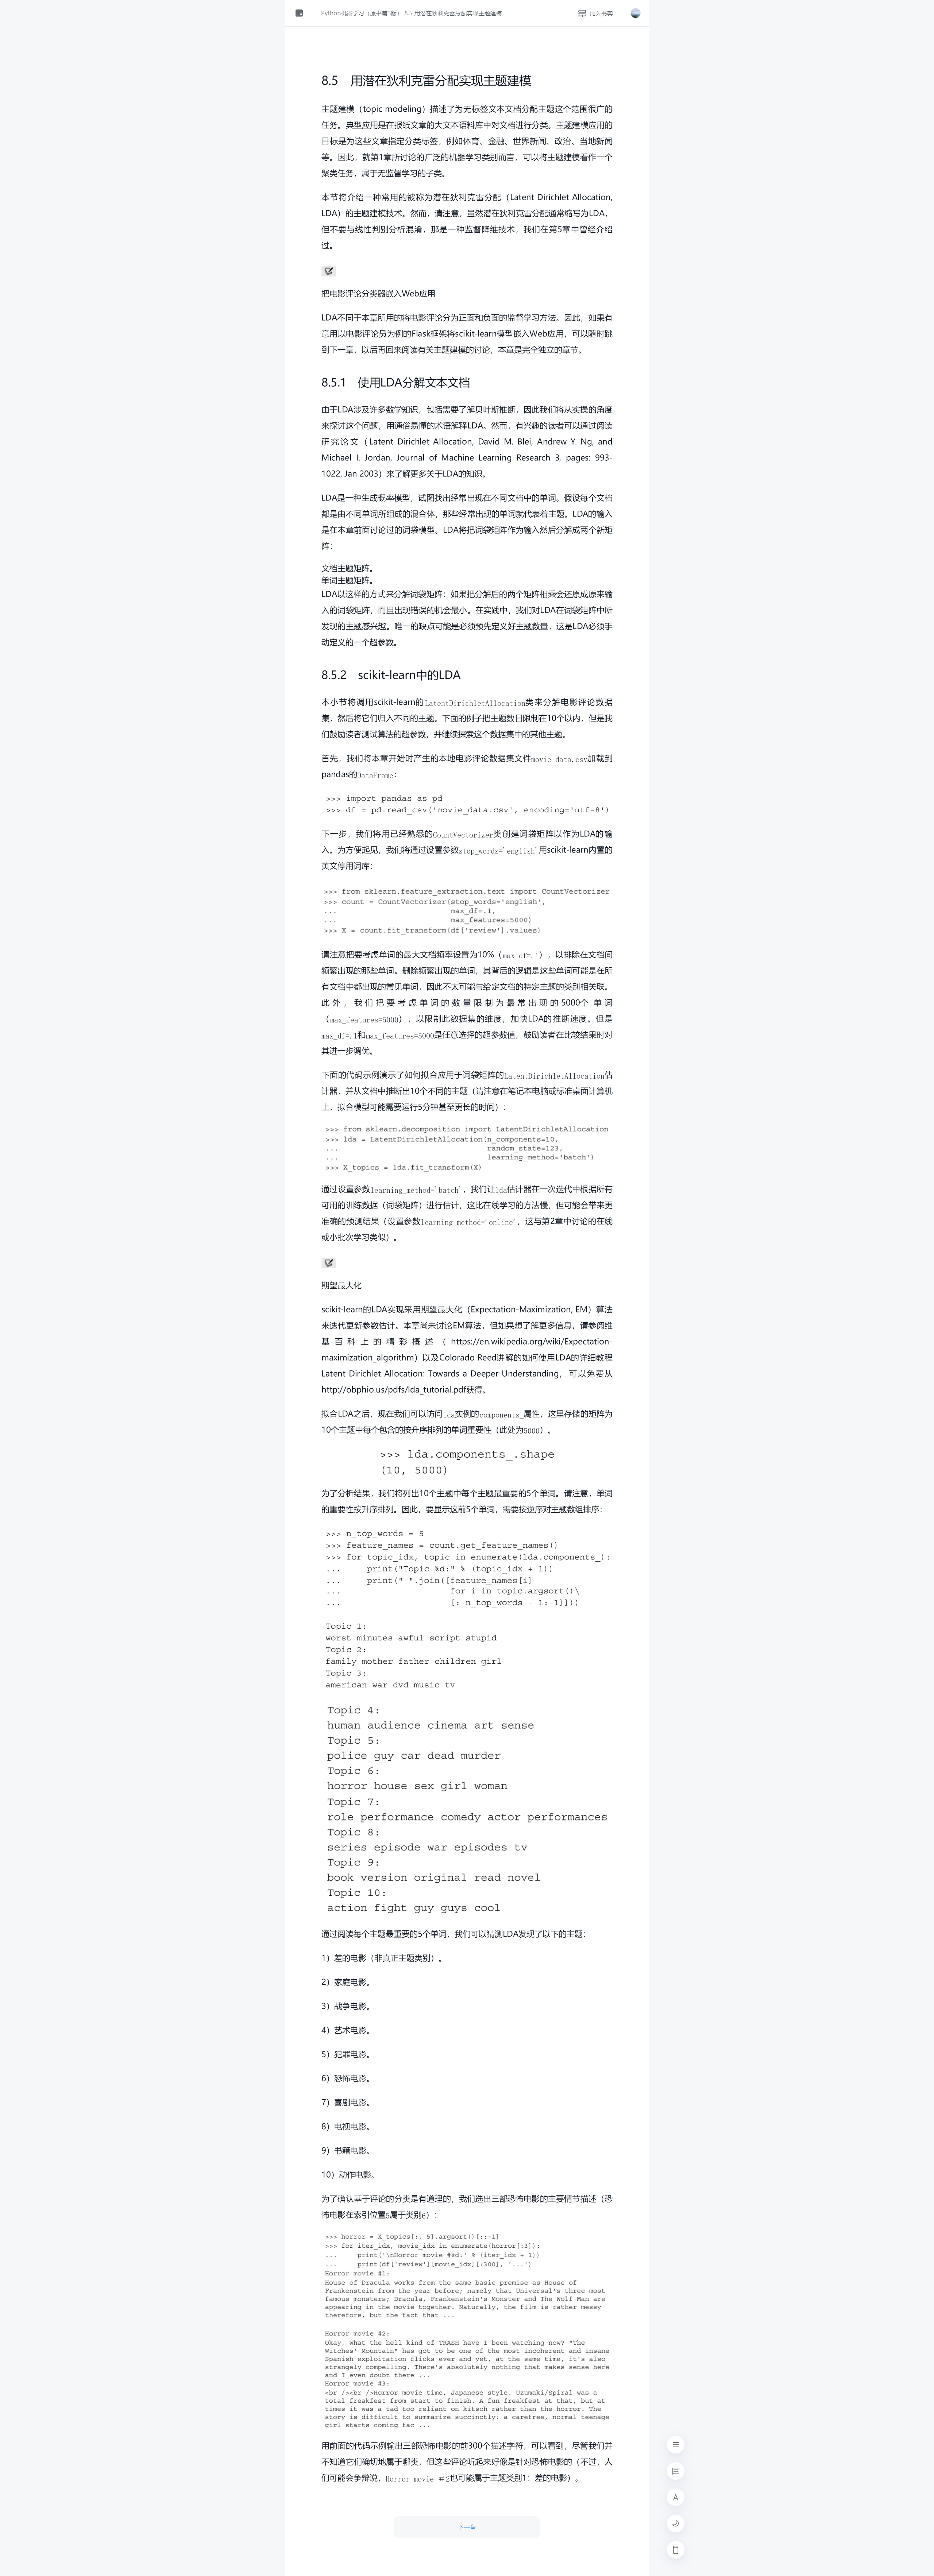 Python机器学习（原书第3版） 8.5 用潜在狄利克雷分配实现主题建模
加入书架
8.5 用潜在狄利克雷分配实现主题建模
主题建模（topic modeling）描述了为无标签文本文档分配主题这个范围很广的
任务。典型应用是在报纸文章的大文本语料库中对文档进行分类。主题建模应用的
目标是为这些文章指定分类标签，例如体育、金融、世界新闻、政治、当地新闻
等。因此，就第1章所讨论的广泛的机器学习类别而言，可以将主题建模看作一个
聚类任务，属于无监督学习的子类。
本节将介绍一种常用的被称为潜在狄利克雷分配（Latent Dirichlet Allocation,
LDA）的主题建模技术。然而，请注意，虽然潜在狄利克雷分配通常缩写为LDA，
但不要与线性判别分析混淆，那是一种监督降维技术，我们在第5章中曾经介绍
过。
把电影评论分类器嵌入Web应用
LDA不同于本章所用的将电影评论分为正面和负面的监督学习方法。因此，如果有
意用以电影评论员为例的Flask框架将scikit-learn模型嵌入Web应用，可以随时跳
到下一章，以后再回来阅读有关主题建模的讨论，本章是完全独立的章节。
8.5.1 使用LDA分解文本文档
由于LDA涉及许多数学知识，包括需要了解贝叶斯推断，因此我们将从实操的角度
来探讨这个问题，用通俗易懂的术语解释LDA。然而，有兴趣的读者可以通过阅读
研究论文（Latent Dirichlet Allocation, David M. Blei, Andrew Y. Ng, and
Michael I. Jordan, Journal of Machine Learning Research 3, pages: 993-
1022, Jan 2003）来了解更多关于LDA的知识。
LDA是一种生成概率模型，试图找出经常出现在不同文档中的单词。假设每个文档
都是由不同单词所组成的混合体，那些经常出现的单词就代表着主题。LDA的输入
是在本章前面讨论过的词袋模型。LDA将把词袋矩阵作为输入然后分解成两个新矩
阵：
文档主题矩阵。
单词主题矩阵。
LDA以这样的方式来分解词袋矩阵：如果把分解后的两个矩阵相乘会还原成原来输
入的词袋矩阵，而且出现错误的机会最小。在实践中，我们对LDA在词袋矩阵中所
发现的主题感兴趣。唯一的缺点可能是必须预先定义好主题数量，这是LDA必须手
动定义的一个超参数。
8.5.2 scikit-learn中的LDA
本小节将调用scikit-learn的LatentDirichletAllocation类来分解电影评论数据
集，然后将它们归入不同的主题。下面的例子把主题数目限制在10个以内，但是我
们鼓励读者测试算法的超参数，并继续探索这个数据集中的其他主题。
首先，我们将本章开始时产生的本地电影评论数据集文件movie_data.csv加载到
pandas的DataFrame：
>>> import pandas as pd
>>> df = pd.read_csv('movie_data.csv', encoding='utf-8')
下一步，我们将用已经熟悉的CountVectorizer类创建词袋矩阵以作为LDA的输
入。为方便起见，我们将通过设置参数stop_words='english'用scikit-learn内置的
英文停用词库：
>>> from sklearn.feature_extraction.text import CountVectorizer
>>> count = CountVectorizer(stop_words='english',
... max_df=.1,
... max_features=5000)
>>> X = count.fit_transform(df['review'].values)
请注意把要考虑单词的最大文档频率设置为10%（max_df=.1），以排除在文档间
频繁出现的那些单词。删除频繁出现的单词，其背后的逻辑是这些单词可能是在所
有文档中都出现的常见单词，因此不太可能与给定文档的特定主题的类别相关联。
此外，我们把要考虑单词的数量限制为最常出现的5000个单词
（max_features=5000），以限制此数据集的维度，加快LDA的推断速度。但是
max_df=.1和max_features=5000是任意选择的超参数值，鼓励读者在比较结果时对
其进一步调优。
下面的代码示例演示了如何拟合应用于词袋矩阵的LatentDirichletAllocation估
计器，并从文档中推断出10个不同的主题（请注意在笔记本电脑或标准桌面计算机
上，拟合模型可能需要运行5分钟甚至更长的时间）：
>>> from sklearn.decomposition import LatentDirichletAllocation
>>> lda = LatentDirichletAllocation(n_components=10,
... random_state=123,
... learning_method='batch')
>>> X_topics = lda.fit_transform(X)
通过设置参数learning_method='batch'，我们让lda估计器在一次迭代中根据所有
可用的训练数据（词袋矩阵）进行估计，这比在线学习的方法慢，但可能会带来更
准确的预测结果（设置参数learning_method='online'，这与第2章中讨论的在线
或小批次学习类似）。
期望最大化
scikit-learn的LDA实现采用期望最大化（Expectation-Maximization, EM）算法
来迭代更新参数估计。本章尚未讨论EM算法，但如果想了解更多信息，请参阅维
基百科上的精彩概述（https://en.wikipedia.org/wiki/Expectation-
maximization_algorithm）以及Colorado Reed讲解的如何使用LDA的详细教程
Latent Dirichlet Allocation: Towards a Deeper Understanding，可以免费从
http://obphio.us/pdfs/lda_tutorial.pdf获得。
拟合LDA之后，现在我们可以访问lda实例的components_属性，这里存储的矩阵为
10个主题中每个包含的按升序排列的单词重要性（此处为5000）。
>>> lda.components_.shape
(10, 5000)
为了分析结果，我们将列出10个主题中每个主题最重要的5个单词。请注意，单词
的重要性按升序排列。因此，要显示这前5个单词，需要按逆序对主题数组排序：
>>> n_top_words = 5
>>> feature_names = count.get_feature_names()
>>> for topic_idx, topic in enumerate(lda.components_):
... print("Topic %d:" % (topic_idx + 1))
... print(" ".join([feature_names[i]
... for i in topic.argsort()\
... [:-n_top_words - 1:-1]]))
Topic 1:
worst minutes awful script stupid
Topic 2:
family mother father children girl
Topic 3:
american war dvd music tv
Topic 4:
human audience cinema art sense
Topic 5:
police guy car dead murder
Topic 6:
horror house sex girl woman
Topic 7:
role performance comedy actor performances
Topic 8:
series episode war episodes tv
Topic 9:
book version original read novel
Topic 10:
action fight guy guys cool
通过阅读每个主题最重要的5个单词，我们可以猜测LDA发现了以下的主题：
1）差的电影（非真正主题类别）。
2）家庭电影。
3）战争电影。
4）艺术电影。
5）犯罪电影。
6）恐怖电影。
7）喜剧电影。
8）电视电影。
9）书籍电影。
10）动作电影。
为了确认基于评论的分类是有道理的，我们选出三部恐怖电影的主要情节描述（恐
怖电影在索引位置5属于类别6）：
>>> horror = X_topics[:, 5].argsort()[::-1]
>>> for iter_idx, movie_idx in enumerate(horror[:3]):
... print('\nHorror movie #%d:' % (iter_idx + 1))
... print(df['review'][movie_idx][:300], '...')
Horror movie #1:
House of Dracula works from the same basic premise as House of
Frankenstein from the year before; namely that Universal's three most
famous monsters; Dracula, Frankenstein's Monster and The Wolf Man are
appearing in the movie together. Naturally, the film is rather messy
therefore, but the fact that ...
Horror movie #2:
Okay, what the hell kind of TRASH have I been watching now? "The
Witches' Mountain" has got to be one of the most incoherent and insane
Spanish exploitation flicks ever and yet, at the same time, it's also
strangely compelling. There's absolutely nothing that makes sense here
and I even doubt there ...
Horror movie #3:
<br /><br />Horror movie time, Japanese style. Uzumaki/Spiral was a
total freakfest from start to finish. A fun freakfest at that, but at
times it was a tad too reliant on kitsch rather than the horror. The
story is difficult to summarize succinctly: a carefree, normal teenage
girl starts coming fac ...
用前面的代码示例输出三部恐怖电影的前300个描述字符，可以看到，尽管我们并
不知道它们确切地属于哪类，但这些评论听起来好像是针对恐怖电影的（不过，人
们可能会争辩说，Horror movie #2也可能属于主题类别1：差的电影）。
下一章
A